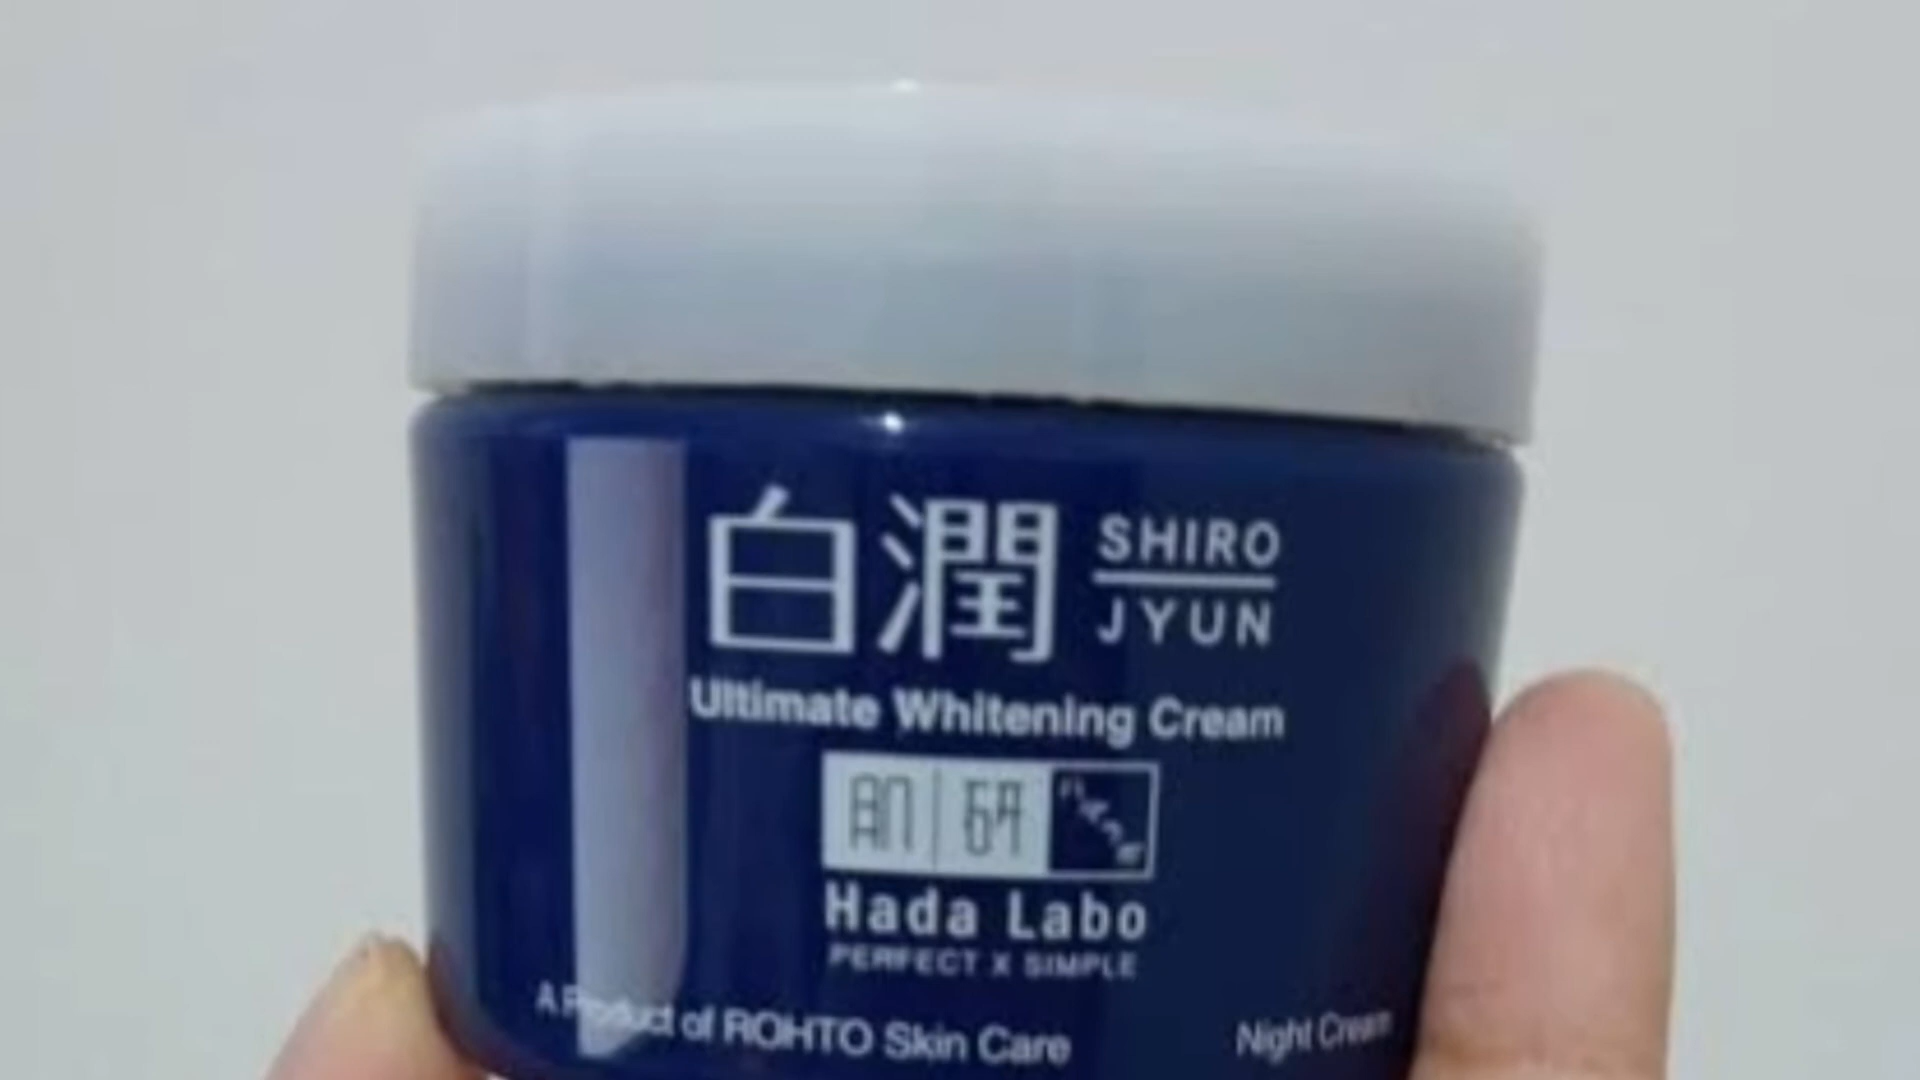 白潤 SHIRO
JYUN
Ultimate Whitening Cream
肌研
Hada Labo
PERFECT X SIMPLE
A Product of ROHTO Skin Care
Night Cream